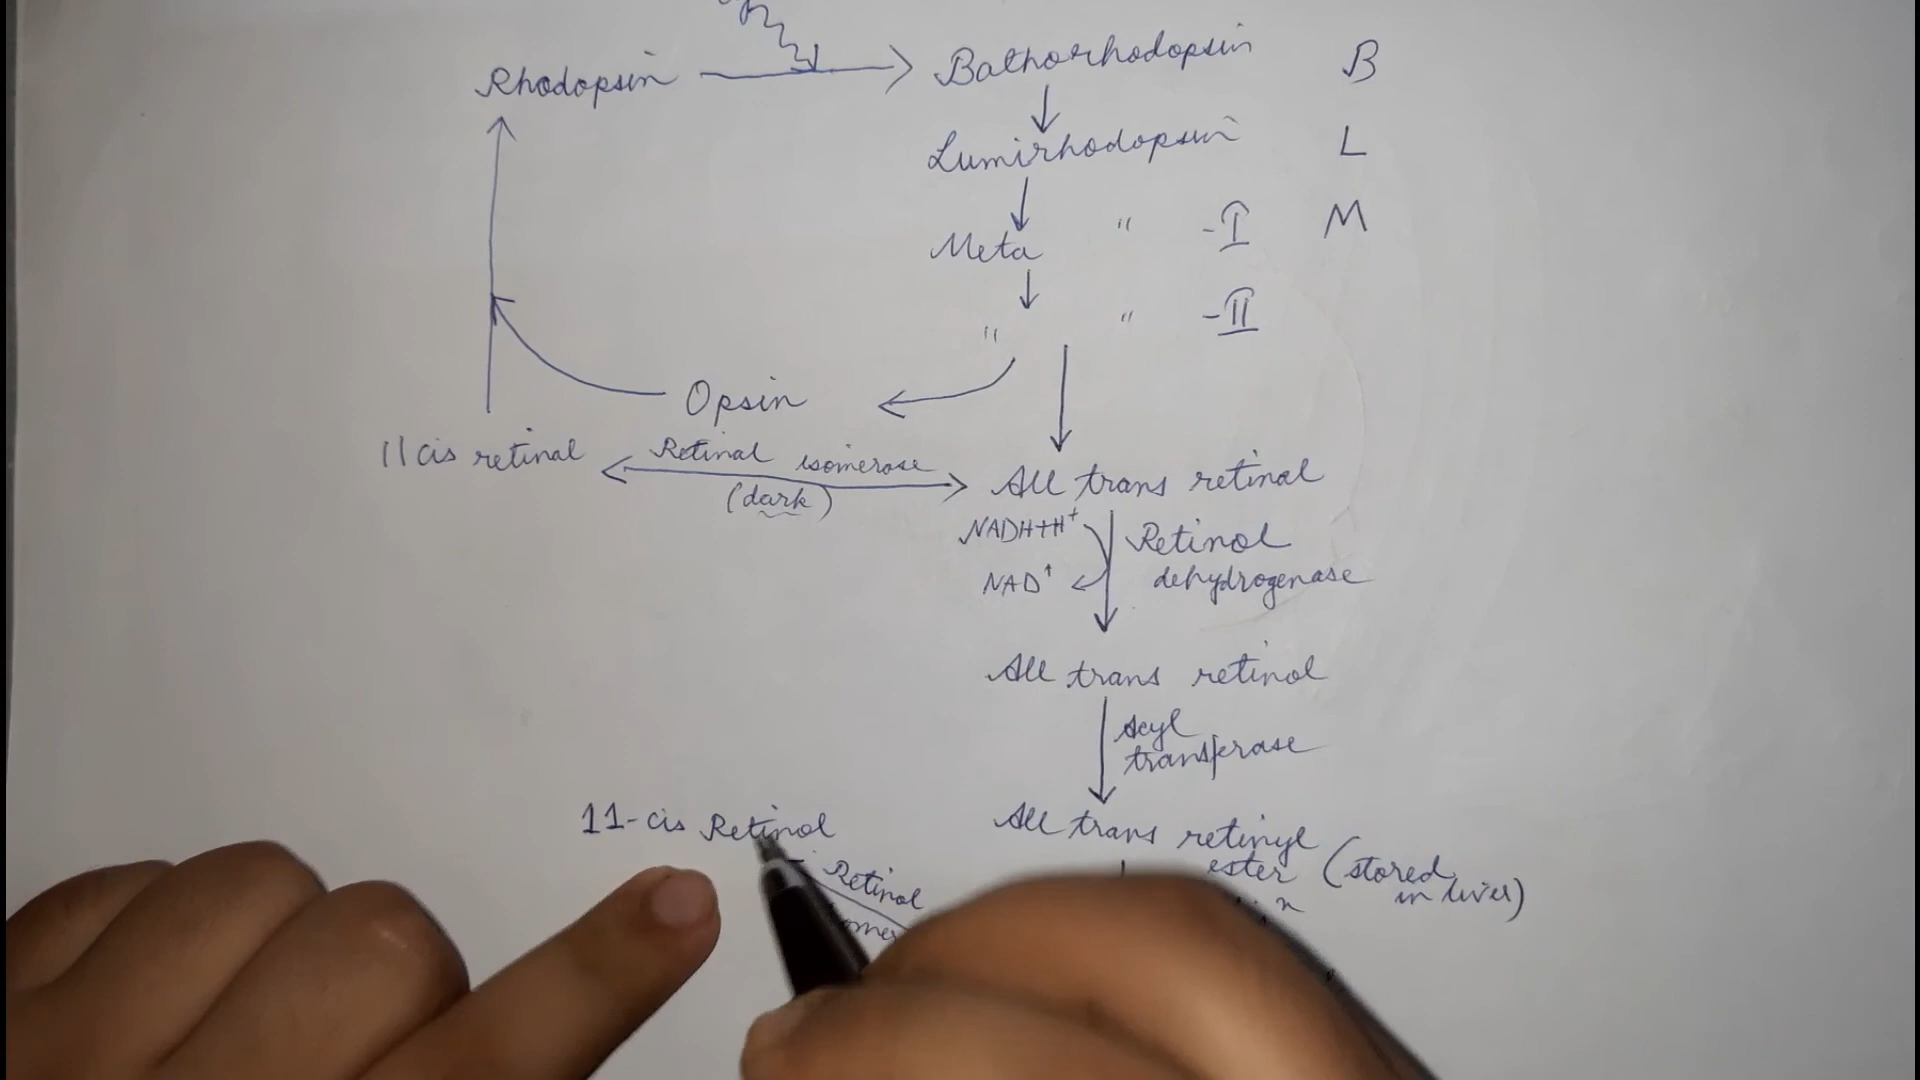 Rhodopsin Bathorhodopsin B
Lumirhodopsin L
Meta " -I M
" " -II
Opsin
11 cis retinal Retinal isomerase All trans retinal
(dark)
NADH+H+ Retinol
NAD+ dehydrogenase
All trans retinol
Acyl
transferase
11-cis Retinol All trans retinyl
ester (stored
in liver)
Retinol